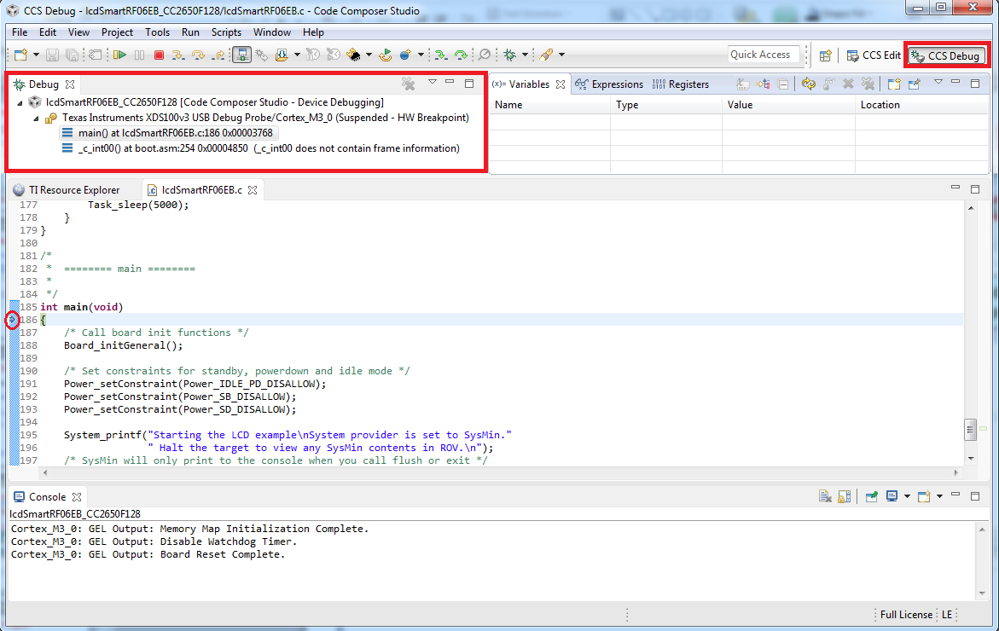 CCS Debug - lcdSmartRF06EB_CC2650F128/lcdSmartRF06EB.c - Code Composer Studio
File Edit View Project Tools Run Scripts Window Help
Quick Access CCS Edit CCS Debug
Debug
lcdSmartRF06EB_CC2650F128 [Code Composer Studio - Device Debugging]
Texas Instruments XDS100v3 USB Debug Probe/Cortex_M3_0 (Suspended - HW Breakpoint)
main() at lcdSmartRF06EB.c:186 0x00003768
_c_int00() at boot.asm:254 0x00004850 (_c_int00 does not contain frame information)
(x)= Variables Expressions 1010 0101 Registers
Name Type Value Location
TI Resource Explorer lcdSmartRF06EB.c
177 Task_sleep(5000);
178 }
179 }
180
181 /*
182 * ======== main ========
183 *
184 */
185 int main(void)
186 {
187 /* Call board init functions */
188 Board_initGeneral();
189
190 /* Set constraints for standby, powerdown and idle mode */
191 Power_setConstraint(Power_IDLE_PD_DISALLOW);
192 Power_setConstraint(Power_SB_DISALLOW);
193 Power_setConstraint(Power_SD_DISALLOW);
194
195 System_printf("Starting the LCD example\nSystem provider is set to SysMin."
196 " Halt the target to view any SysMin contents in ROV.\n");
197 /* SysMin will only print to the console when you call flush or exit */
Console
lcdSmartRF06EB_CC2650F128
Cortex_M3_0: GEL Output: Memory Map Initialization Complete.
Cortex_M3_0: GEL Output: Disable Watchdog Timer.
Cortex_M3_0: GEL Output: Board Reset Complete.
Full License LE